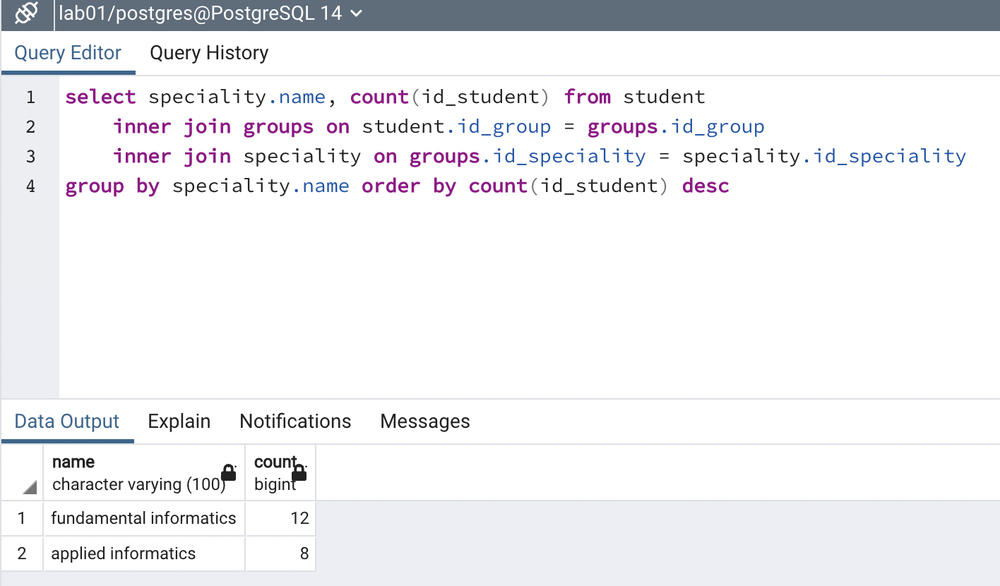 lab01/postgres@PostgreSQL 14
Query Editor Query History
1 select speciality.name, count(id_student) from student
2 inner join groups on student.id_group = groups.id_group
3 inner join speciality on groups.id_speciality = speciality.id_speciality
4 group by speciality.name order by count(id_student) desc
Data Output Explain Notifications Messages
name count
character varying (100) bigint
1 fundamental informatics 12
2 applied informatics 8